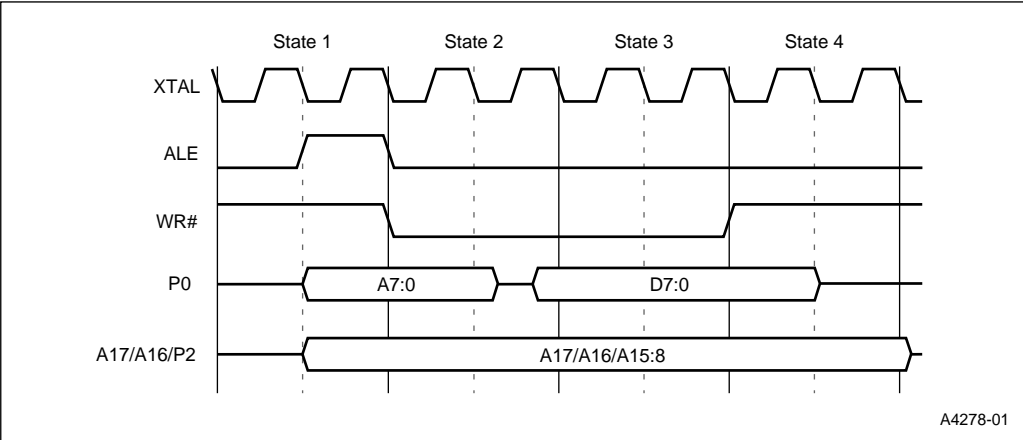 State 1 State 2 State 3 State 4
XTAL
ALE
WR#
P0 A7:0 D7:0
A17/A16/P2 A17/A16/A15:8
A4278-01